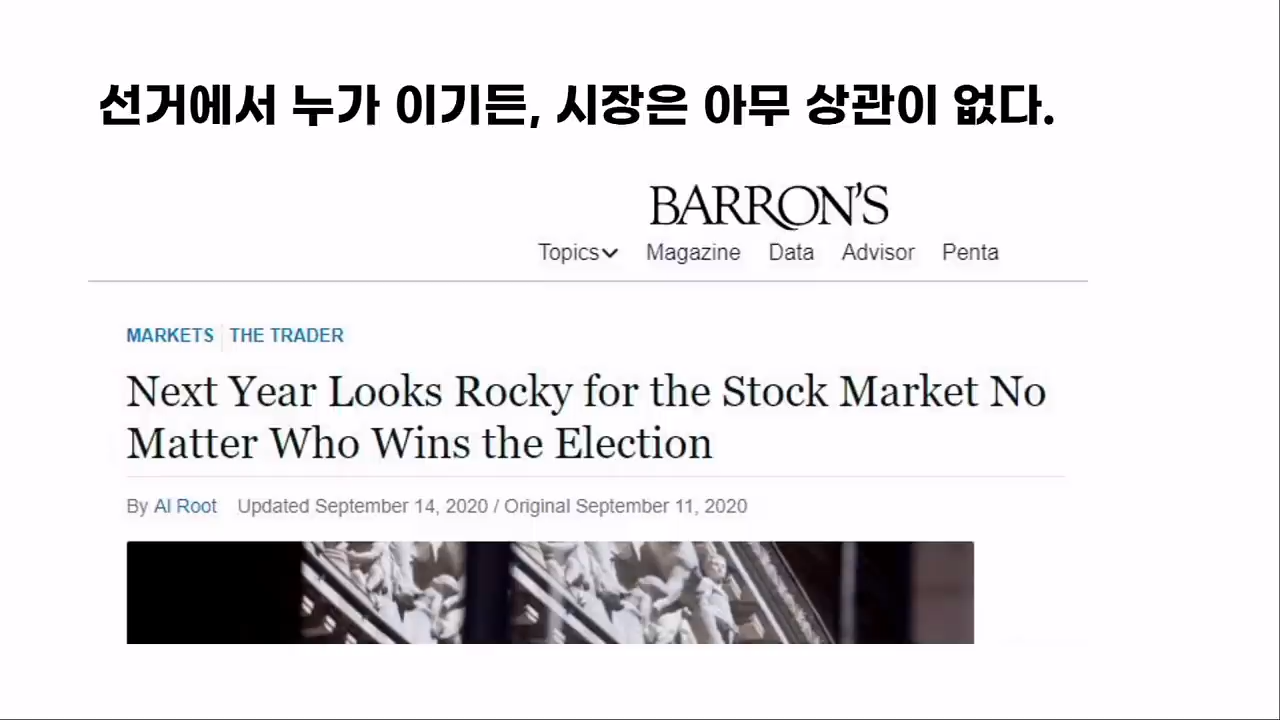 선거에서 누가 이기든, 시장은 아무 상관이 없다.
BARRON'S
Topics Magazine Data Advisor Penta
MARKETS THE TRADER
Next Year Looks Rocky for the Stock Market No
Matter Who Wins the Election
By Al Root Updated September 14, 2020 / Original September 11, 2020